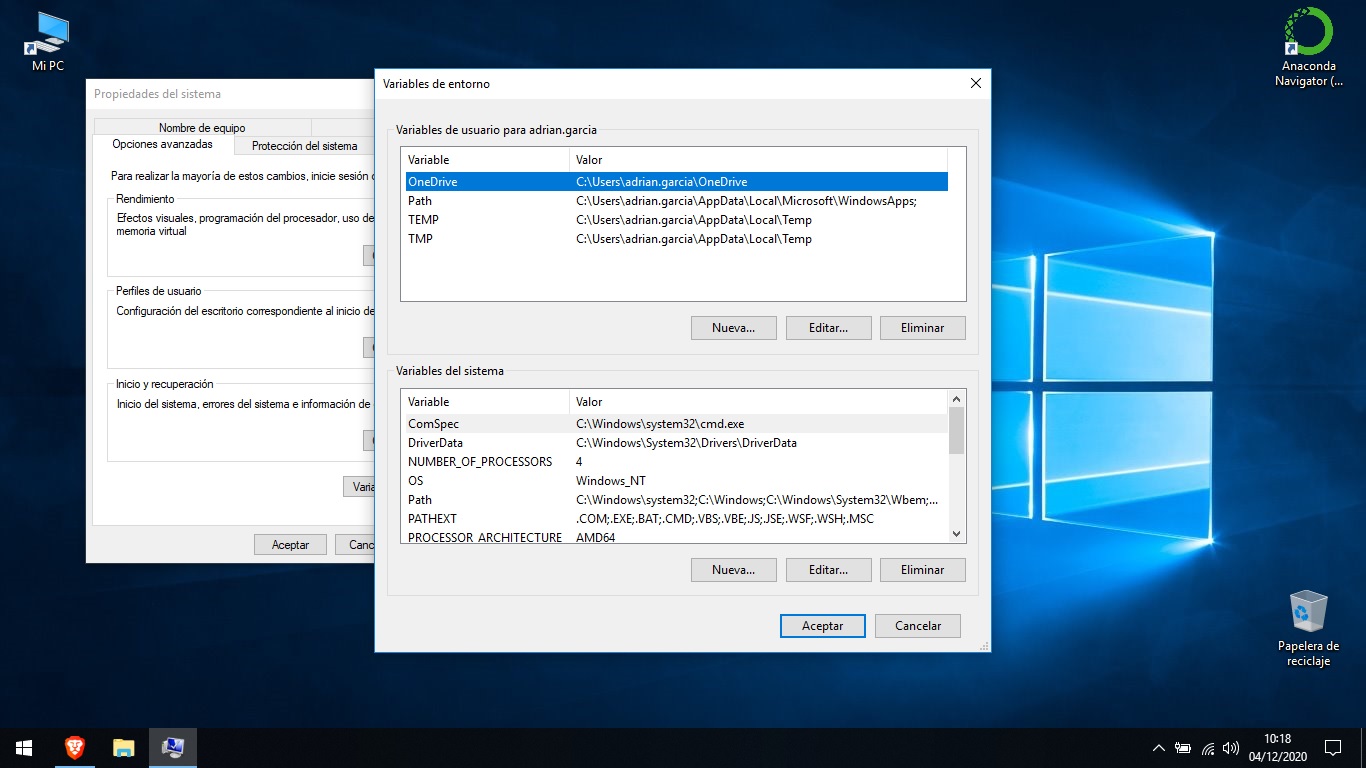 Mi PC
Anaconda
Navigator (...
Propiedades del sistema
Nombre de equipo
Opciones avanzadas
Protección del sistema
Para realizar la mayoría de estos cambios, inicie sesión
Rendimiento
Efectos visuales, programación del procesador, uso de
memoria virtual
Perfiles de usuario
Configuración del escritorio correspondiente al inicio de
Inicio y recuperación
Inicio del sistema, errores del sistema e información de
Aceptar
Variables de entorno
Variables de usuario para adrian.garcia
Variable Valor
OneDrive C:\Users\adrian.garcia\OneDrive
Path C:\Users\adrian.garcia\AppData\Local\Microsoft\WindowsApps;
TEMP C:\Users\adrian.garcia\AppData\Local\Temp
TMP C:\Users\adrian.garcia\AppData\Local\Temp
Nueva... Editar... Eliminar
Variables del sistema
Variable Valor
ComSpec C:\Windows\system32\cmd.exe
DriverData C:\Windows\System32\Drivers\DriverData
NUMBER_OF_PROCESSORS 4
OS Windows_NT
Path C:\Windows\system32;C:\Windows;C:\Windows\System32\Wbem;...
PATHEXT .COM;.EXE;.BAT;.CMD;.VBS;.VBE;.JS;.JSE;.WSF;.WSH;.MSC
PROCESSOR_ARCHITECTURE AMD64
Nueva... Editar... Eliminar
Aceptar Cancelar
Papelera de
reciclaje
10:18
04/12/2020